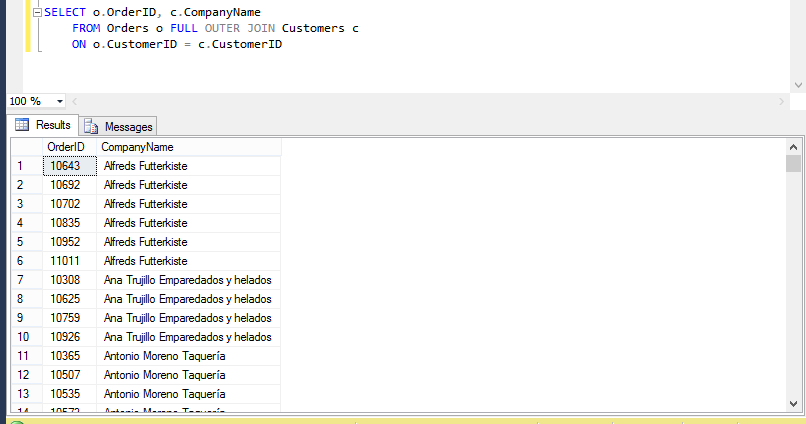 SELECT o.OrderID, c.CompanyName
FROM Orders o FULL OUTER JOIN Customers c
ON o.CustomerID = c.CustomerID
100 %
Results Messages
OrderID CompanyName
1 10643 Alfreds Futterkiste
2 10692 Alfreds Futterkiste
3 10702 Alfreds Futterkiste
4 10835 Alfreds Futterkiste
5 10952 Alfreds Futterkiste
6 11011 Alfreds Futterkiste
7 10308 Ana Trujillo Emparedados y helados
8 10625 Ana Trujillo Emparedados y helados
9 10759 Ana Trujillo Emparedados y helados
10 10926 Ana Trujillo Emparedados y helados
11 10365 Antonio Moreno Taquería
12 10507 Antonio Moreno Taquería
13 10535 Antonio Moreno Taquería
14 10573 Antonio Moreno Taquería